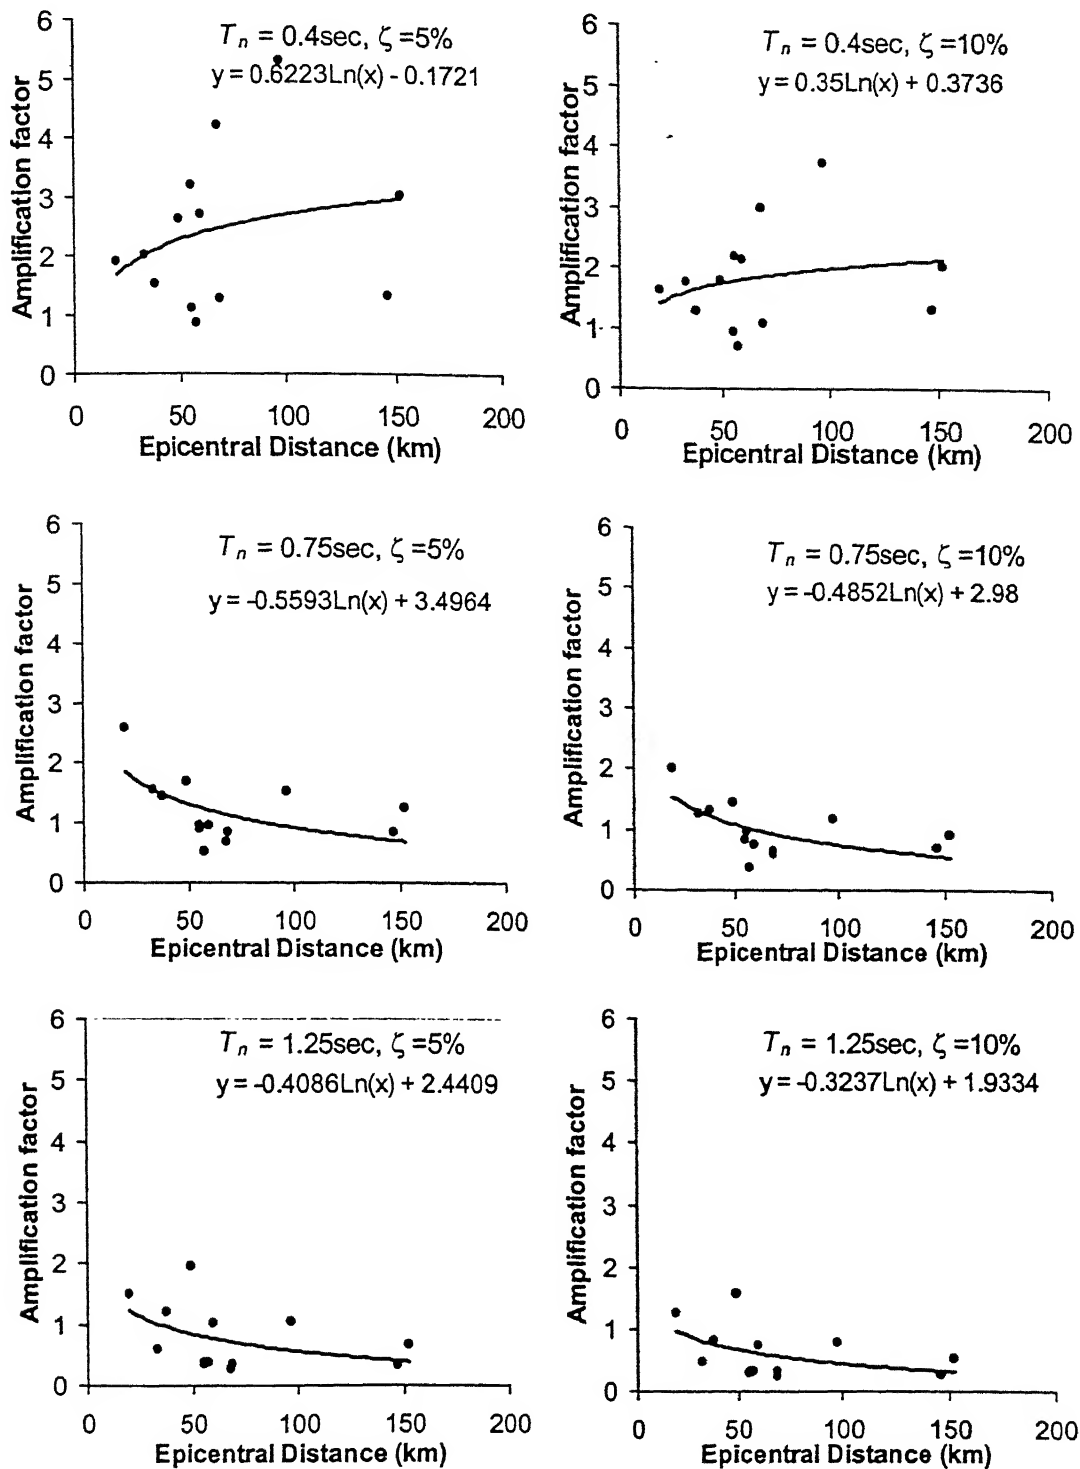 Tn = 0.4sec, ζ =5%
y = 0.6223Ln(x) - 0.1721
Amplification factor
6
5
4
3
2
1
0
0 50 100 150 200
Epicentral Distance (km)
Tn = 0.4sec, ζ =10%
y = 0.35Ln(x) + 0.3736
Amplification factor
6
5
4
3
2
1
0
0 50 100 150 200
Epicentral Distance (km)
Tn = 0.75sec, ζ =5%
y = -0.5593Ln(x) + 3.4964
Amplification factor
6
5
4
3
2
1
0
0 50 100 150 200
Epicentral Distance (km)
Tn = 0.75sec, ζ =10%
y = -0.4852Ln(x) + 2.98
Amplification factor
6
5
4
3
2
1
0
0 50 100 150 200
Epicentral Distance (km)
Tn = 1.25sec, ζ =5%
y = -0.4086Ln(x) + 2.4409
Amplification factor
6
5
4
3
2
1
0
0 50 100 150 200
Epicentral Distance (km)
Tn = 1.25sec, ζ =10%
y = -0.3237Ln(x) + 1.9334
Amplification factor
6
5
4
3
2
1
0
0 50 100 150 200
Epicentral Distance (km)